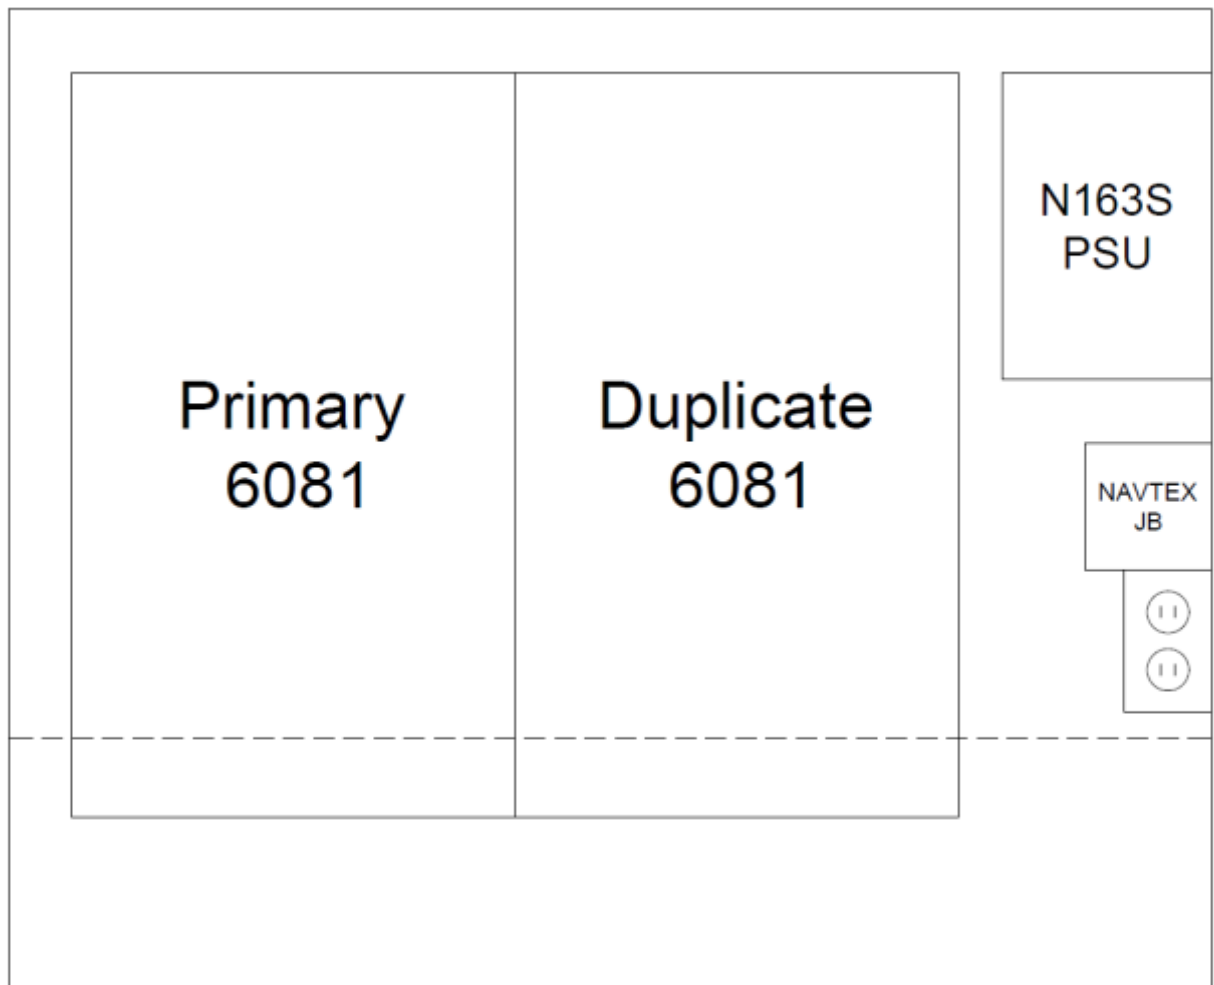 Primary
6081
Duplicate
6081
N163S
PSU
NAVTEX
JB